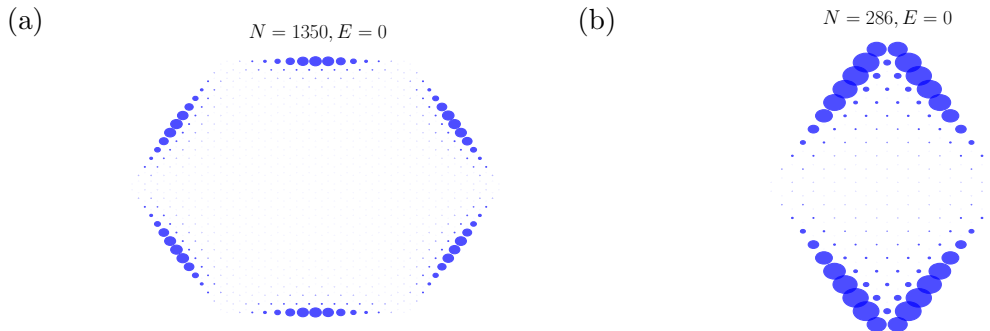 (a)
N = 1350, E = 0
(b)
N = 286, E = 0